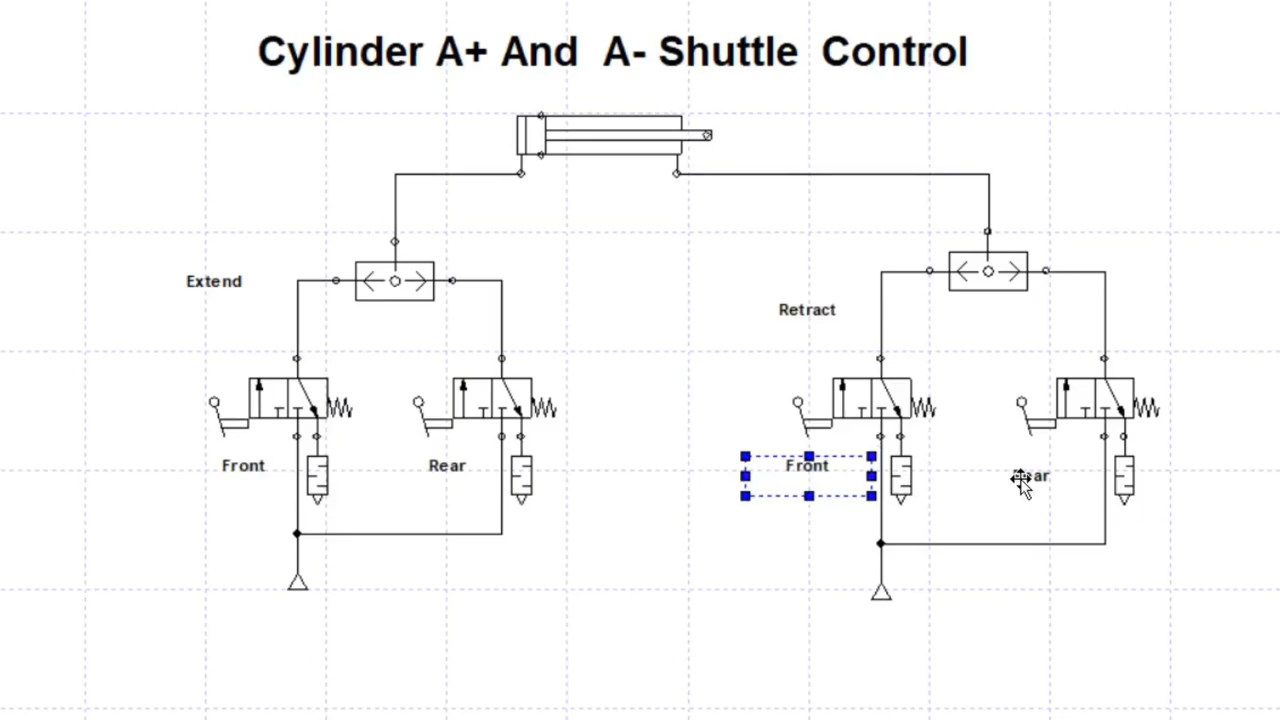 Cylinder A+ And A- Shuttle Control
Extend
Retract
Front
Rear
Front